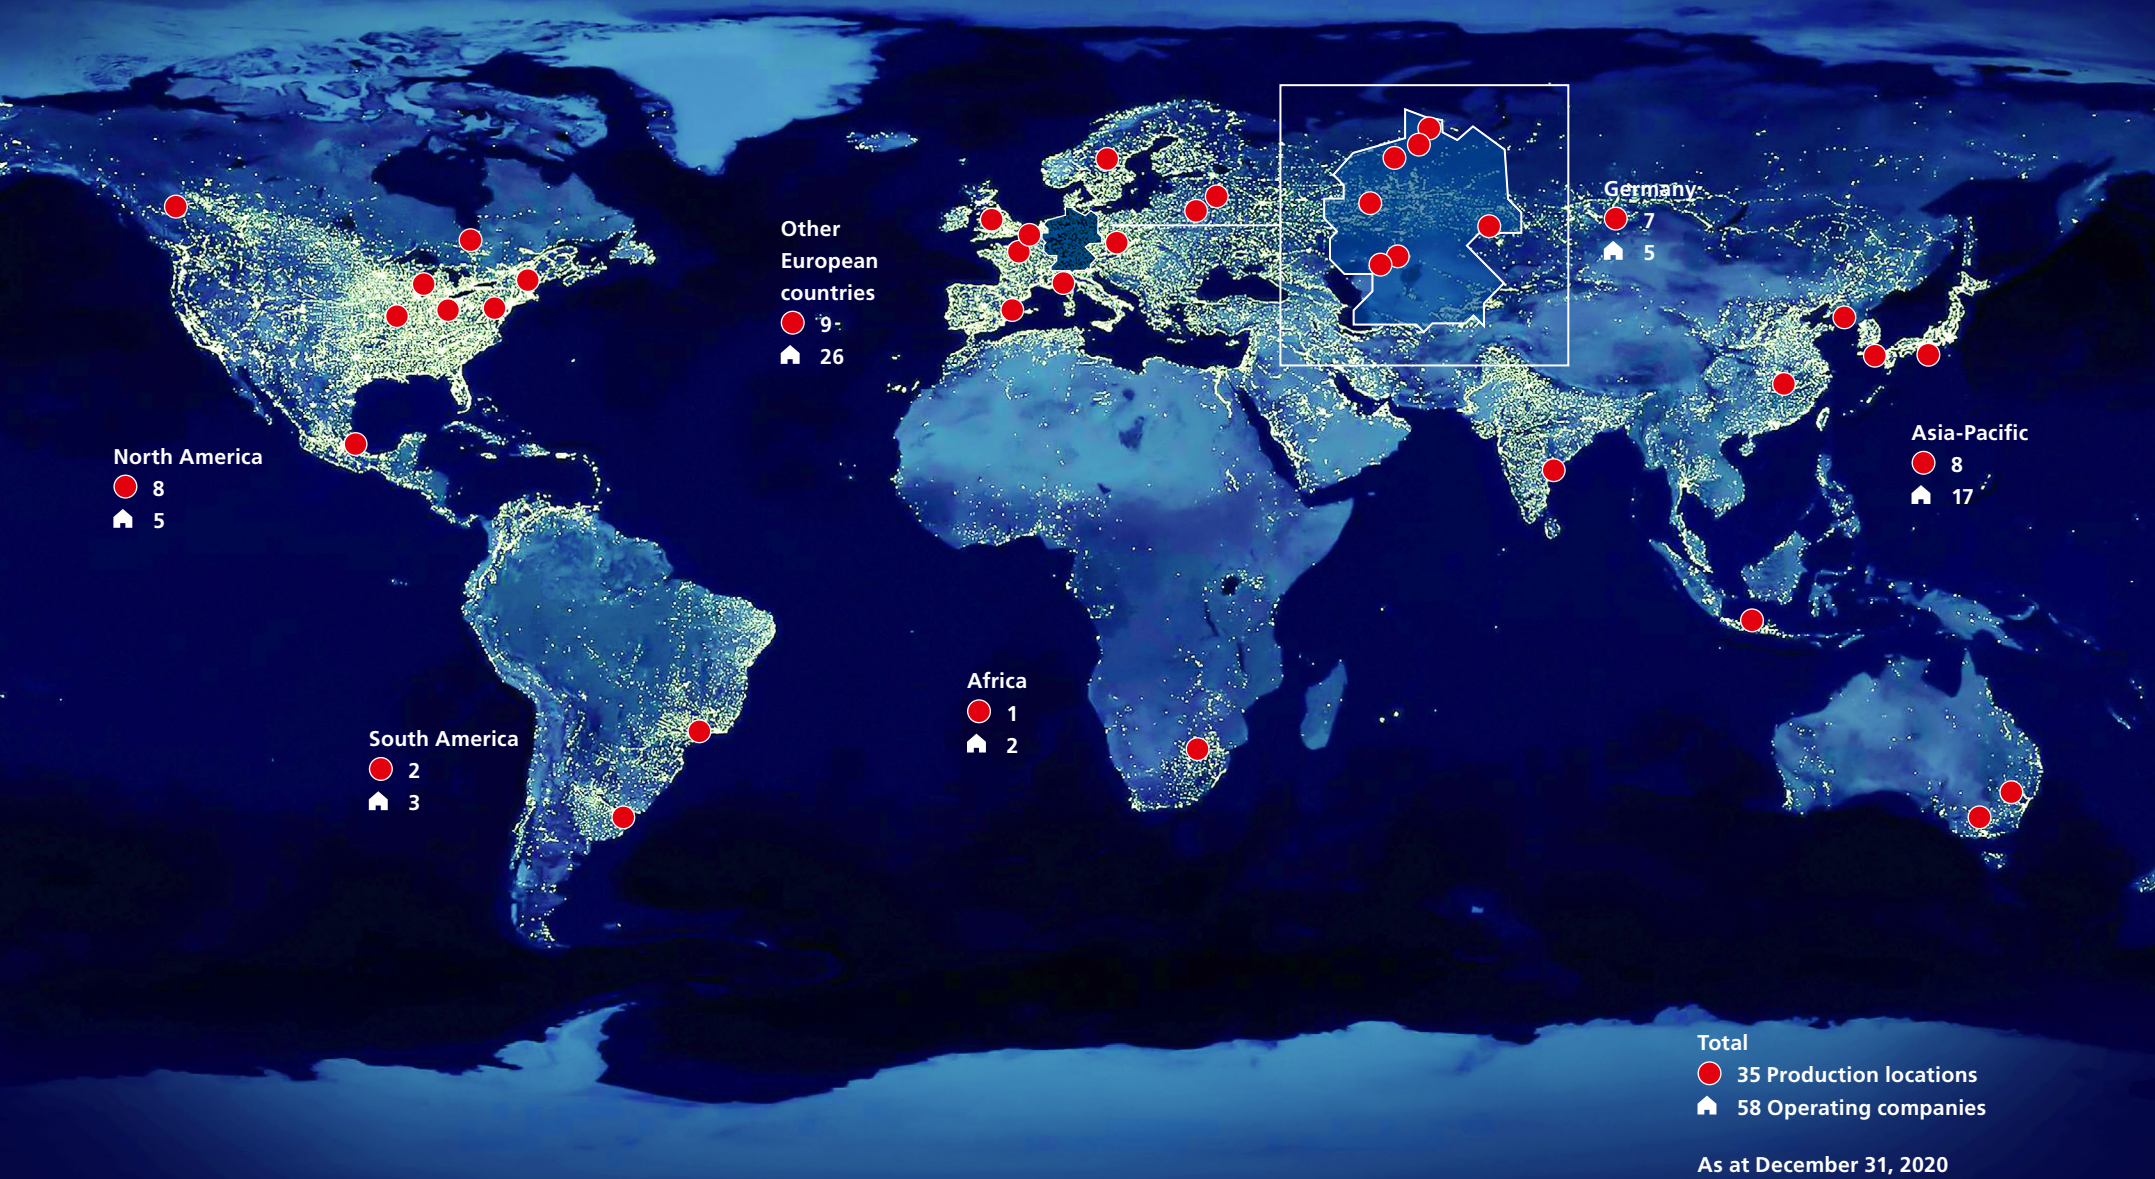 North America
8
5
South America
2
3
Other
European
countries
9
26
Africa
1
2
Germany
7
5
Asia-Pacific
8
17
Total
35 Production locations
58 Operating companies
As at December 31, 2020